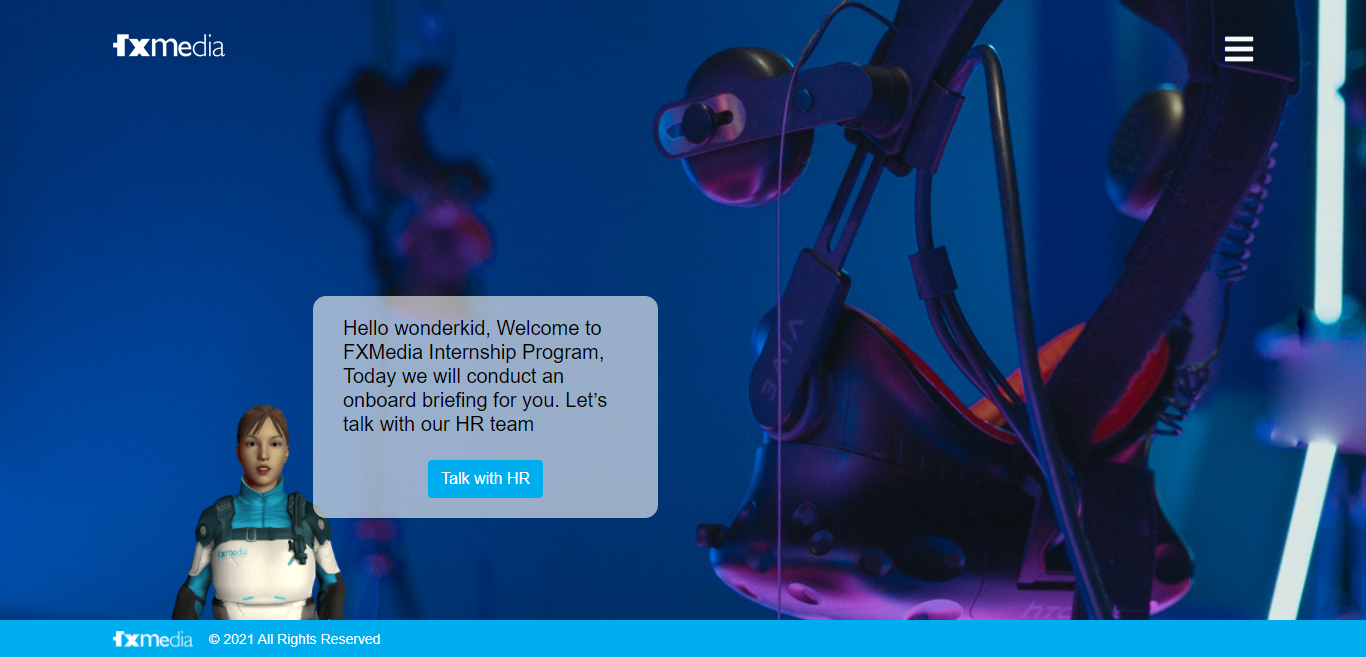 fxmedia
Hello wonderkid, Welcome to
FXMedia Internship Program,
Today we will conduct an
onboard briefing for you. Let’s
talk with our HR team
Talk with HR
fxmedia
VIVE
htc
fxmedia © 2021 All Rights Reserved